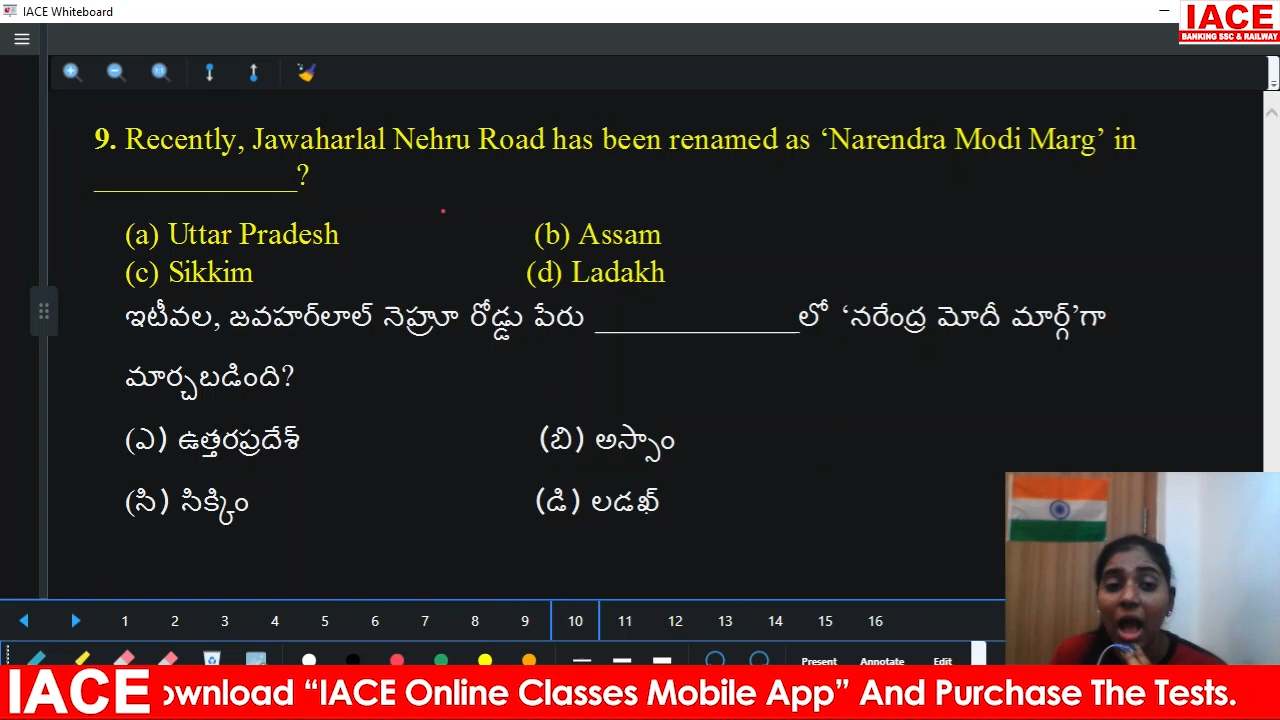 IACE Whiteboard
IACE
BANKING SSC & RAILWAY
9. Recently, Jawaharlal Nehru Road has been renamed as ‘Narendra Modi Marg’ in
______________?
(a) Uttar Pradesh (b) Assam
(c) Sikkim (d) Ladakh
ఇటీవల, జవహర్‌లాల్ నెహ్రూ రోడ్డు పేరు ______________లో ‘నరేంద్ర మోదీ మార్గ్’గా
మార్చబడింది?
(ఎ) ఉత్తరప్రదేశ్ (బి) అస్సాం
(సి) సిక్కిం (డి) లడఖ్
1 2 3 4 5 6 7 8 9 10 11 12 13 14 15 16
Present Annotate Edit
IACE ownload “IACE Online Classes Mobile App” And Purchase The Tests.